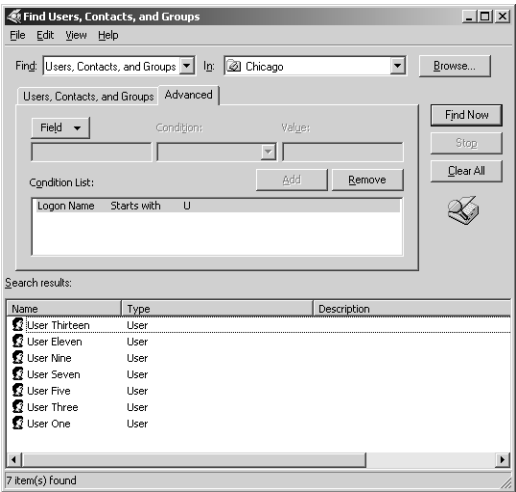 Find Users, Contacts, and Groups
File Edit View Help
Find: Users, Contacts, and Groups In: Chicago Browse...
Users, Contacts, and Groups Advanced
Find Now
Field Condition: Value:
Stop
Clear All
Condition List: Add Remove
Logon Name Starts with U
Search results:
Name Type Description
User Thirteen User
User Eleven User
User Nine User
User Seven User
User Five User
User Three User
User One User
7 item(s) found